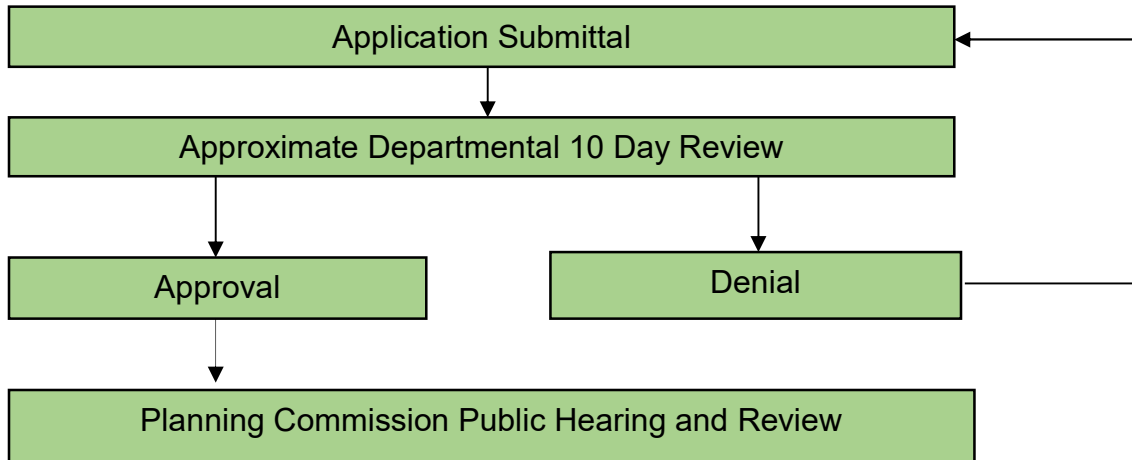 Application Submittal
Approximate Departmental 10 Day Review
Approval
Denial
Planning Commission Public Hearing and Review